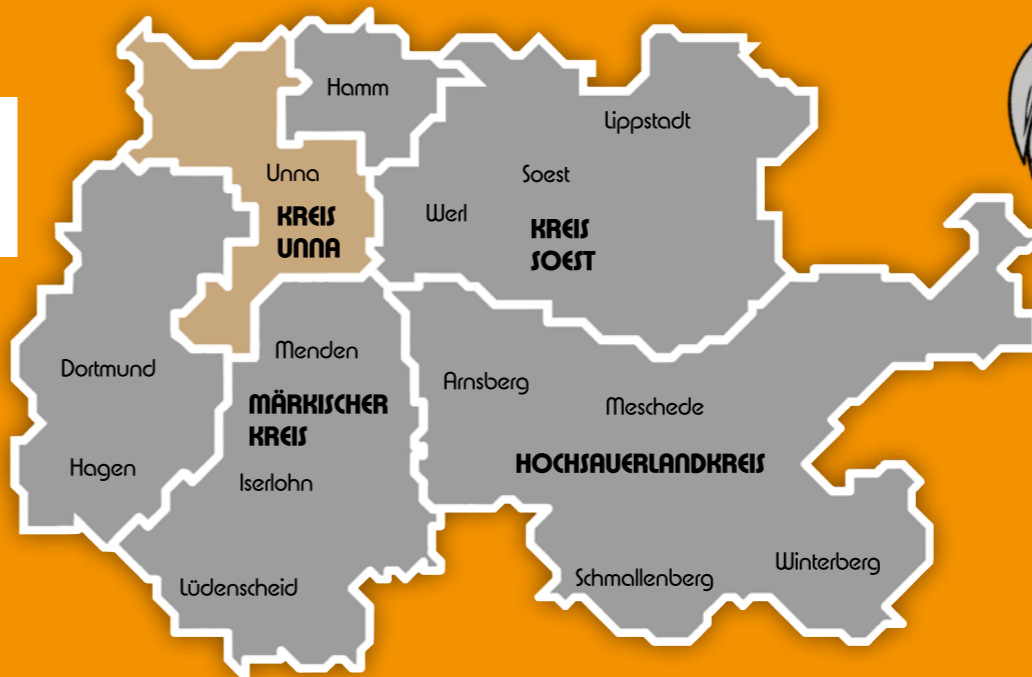 Hamm
Lippstadt
Unna
Soest
KREIS
UNNA
Werl
KREIS
SOEST
Menden
Dortmund
Arnsberg
MÄRKISCHER
KREIS
Meschede
Hagen
Iserlohn
HOCHSAUERLANDKREIS
Lüdenscheid
Schmallenberg
Winterberg